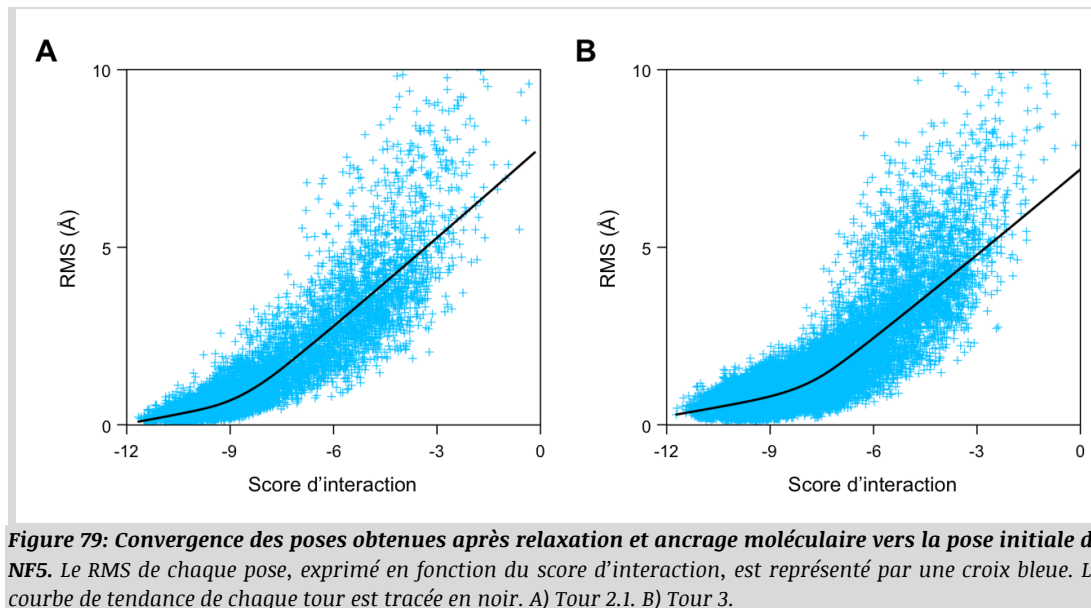 A
B
10
5
0
RMS (Å)
-12 -9 -6 -3 0
Score d’interaction
10
5
0
RMS (Å)
-12 -9 -6 -3 0
Score d’interaction
Figure 79: Convergence des poses obtenues après relaxation et ancrage moléculaire vers la pose initiale
NF5. Le RMS de chaque pose, exprimé en fonction du score d’interaction, est représenté par une croix bleue.
courbe de tendance de chaque tour est tracée en noir. A) Tour 2.1. B) Tour 3.